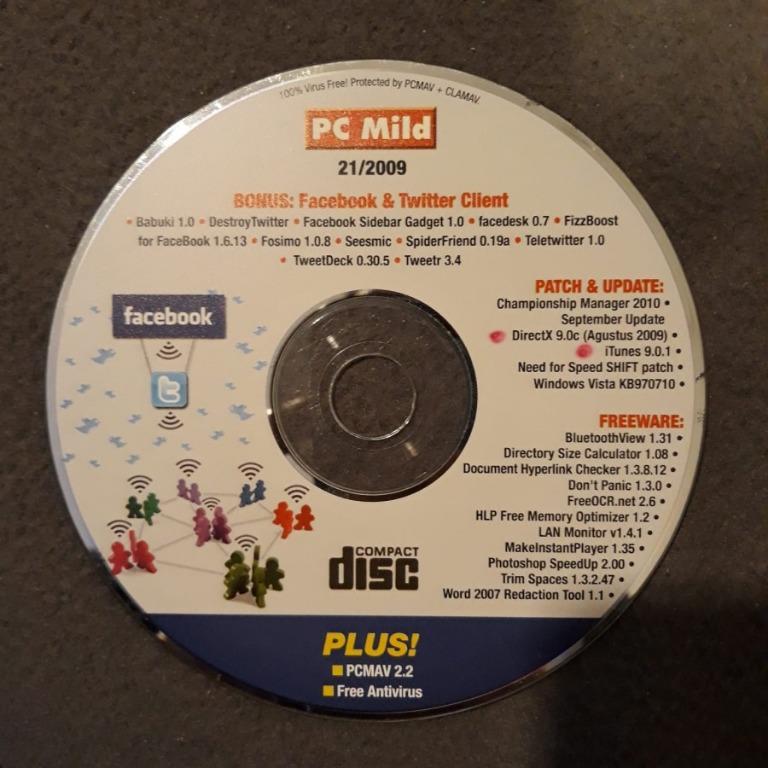 100% Virus Free! Protected by PCMAV + CLAMAV
PC Mild
21/2009
BONUS: Facebook & Twitter Client
• Babuki 1.0 • DestroyTwitter • Facebook Sidebar Gadget 1.0 • facedesk 0.7 • FizzBoost
for FaceBook 1.6.13 • Fosimo 1.0.8 • Seesmic • SpiderFriend 0.19a • Teletwitter 1.0
• TweetDeck 0.30.5 • Tweetr 3.4
facebook
t
PATCH & UPDATE:
Championship Manager 2010 •
September Update
DirectX 9.0c (Agustus 2009) •
iTunes 9.0.1 •
Need for Speed SHIFT patch •
Windows Vista KB970710 •
FREEWARE:
BluetoothView 1.31 •
Directory Size Calculator 1.08 •
Document Hyperlink Checker 1.3.8.12 •
Don't Panic 1.3.0 •
FreeOCR.net 2.6 •
HLP Free Memory Optimizer 1.2 •
LAN Monitor v1.4.1 •
MakeInstantPlayer 1.35 •
Photoshop SpeedUp 2.00 •
Trim Spaces 1.3.2.47 •
Word 2007 Redaction Tool 1.1 •
COMPACT
disc
PLUS!
PCMAV 2.2
Free Antivirus